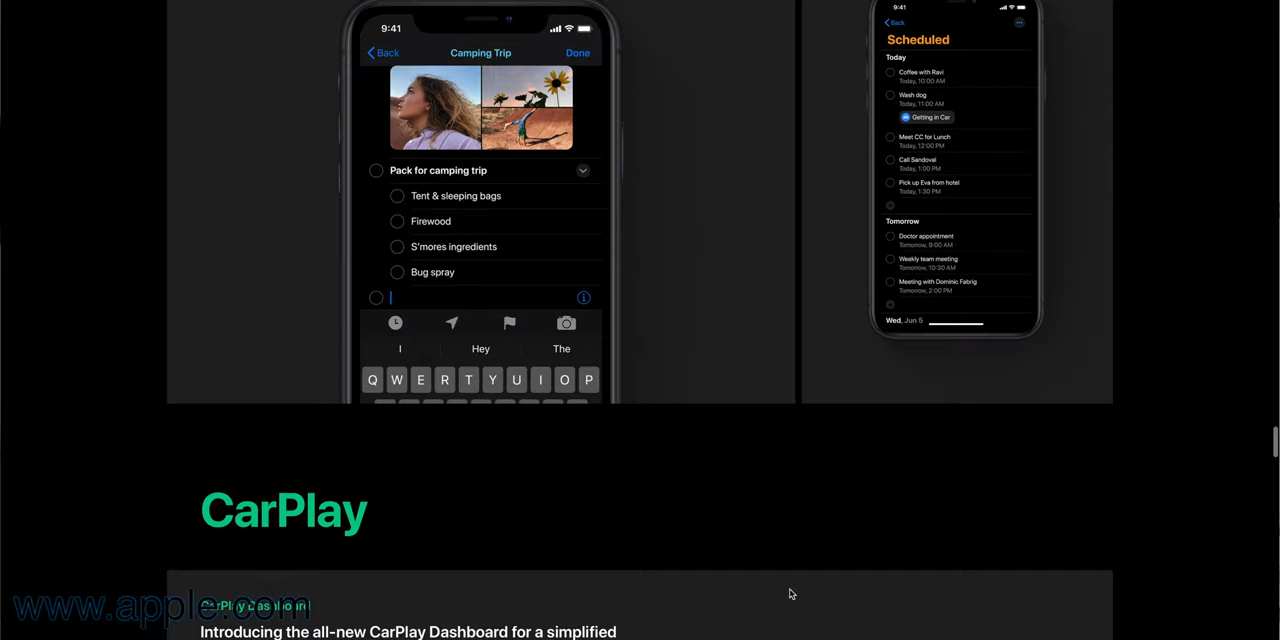 9:41
Back
Camping Trip
Done
Pack for camping trip
Tent & sleeping bags
Firewood
S'mores ingredients
Bug spray
I
Hey
The
Q W E R T Y U I O P
9:41
Back
Scheduled
Today
Coffee with Ravi
Today, 10:00 AM
Wash dog
Today, 11:00 AM
Getting in Car
Meet CC for Lunch
Today, 12:00 PM
Call Sandoval
Today, 1:00 PM
Pick up Eva from hotel
Today, 1:30 PM
Tomorrow
Doctor appointment
Tomorrow, 9:00 AM
Weekly team meeting
Tomorrow, 10:30 AM
Meeting with Dominic Fabrig
Tomorrow, 2:00 PM
Wed, Jun 5
CarPlay
CarPlay Dashboard
www.apple.com
Introducing the all-new CarPlay Dashboard for a simplified